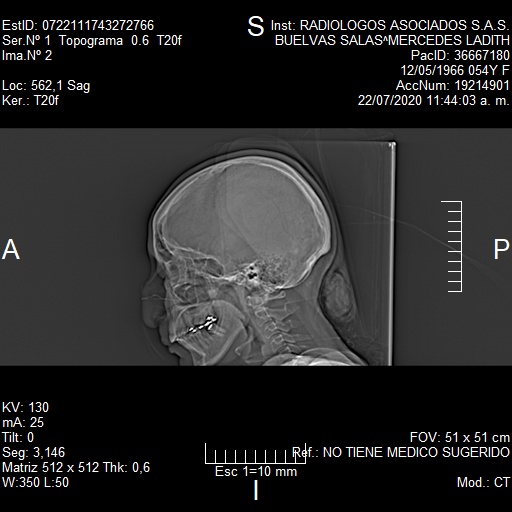 EstID: 0722111743272766
Ser.Nº 1 Topograma 0.6 T20f
Ima.Nº 2
Loc: 562,1 Sag
Ker.: T20f
S
Inst: RADIOLOGOS ASOCIADOS S.A.S.
BUELVAS SALAS^MERCEDES LADITH
PacID: 36667180
12/05/1966 054Y F
AccNum: 19214901
22/07/2020 11:44:03 a. m.
A
P
KV: 130
mA: 25
Tilt: 0
Seg: 3,146
Matriz 512 x 512 Thk: 0,6
W:350 L:50
Esc 1=10 mm
I
FOV: 51 x 51 cm
Ref.: NO TIENE MEDICO SUGERIDO
Mod.: CT